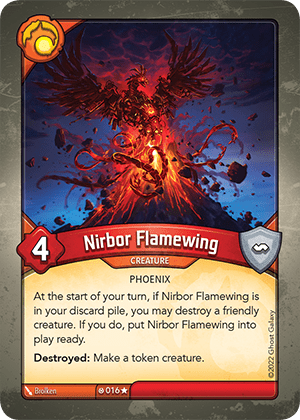 4
Nirbor Flamewing
CREATURE
PHOENIX
At the start of your turn, if Nirbor Flamewing is
in your discard pile, you may destroy a friendly
creature. If you do, put Nirbor Flamewing into
play ready.
Destroyed: Make a token creature.
©2022 Ghost Galaxy
Brolken
016